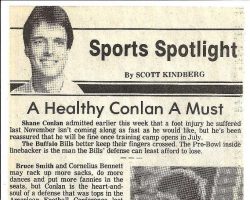 Sports Spotlight
By SCOTT KINDBERG
A Healthy Conlan A Must
Shane Conlan admitted earlier this week that a foot injury he suffered
last November isn't coming along as fast as he would like, but he's been
reassured that he will be fine once training camp opens in July.
The Buffalo Bills better keep their fingers crossed. The Pro-Bowl inside
linebacker is the man the Bills' defense can least afford to lose.
Bruce Smith and Cornelius Bennett
may rack up more sacks, do more
dances and put more fannies in the
seats, but Conlan is the heart-and-
soul of a defense that was tops in the
American Football Conference last